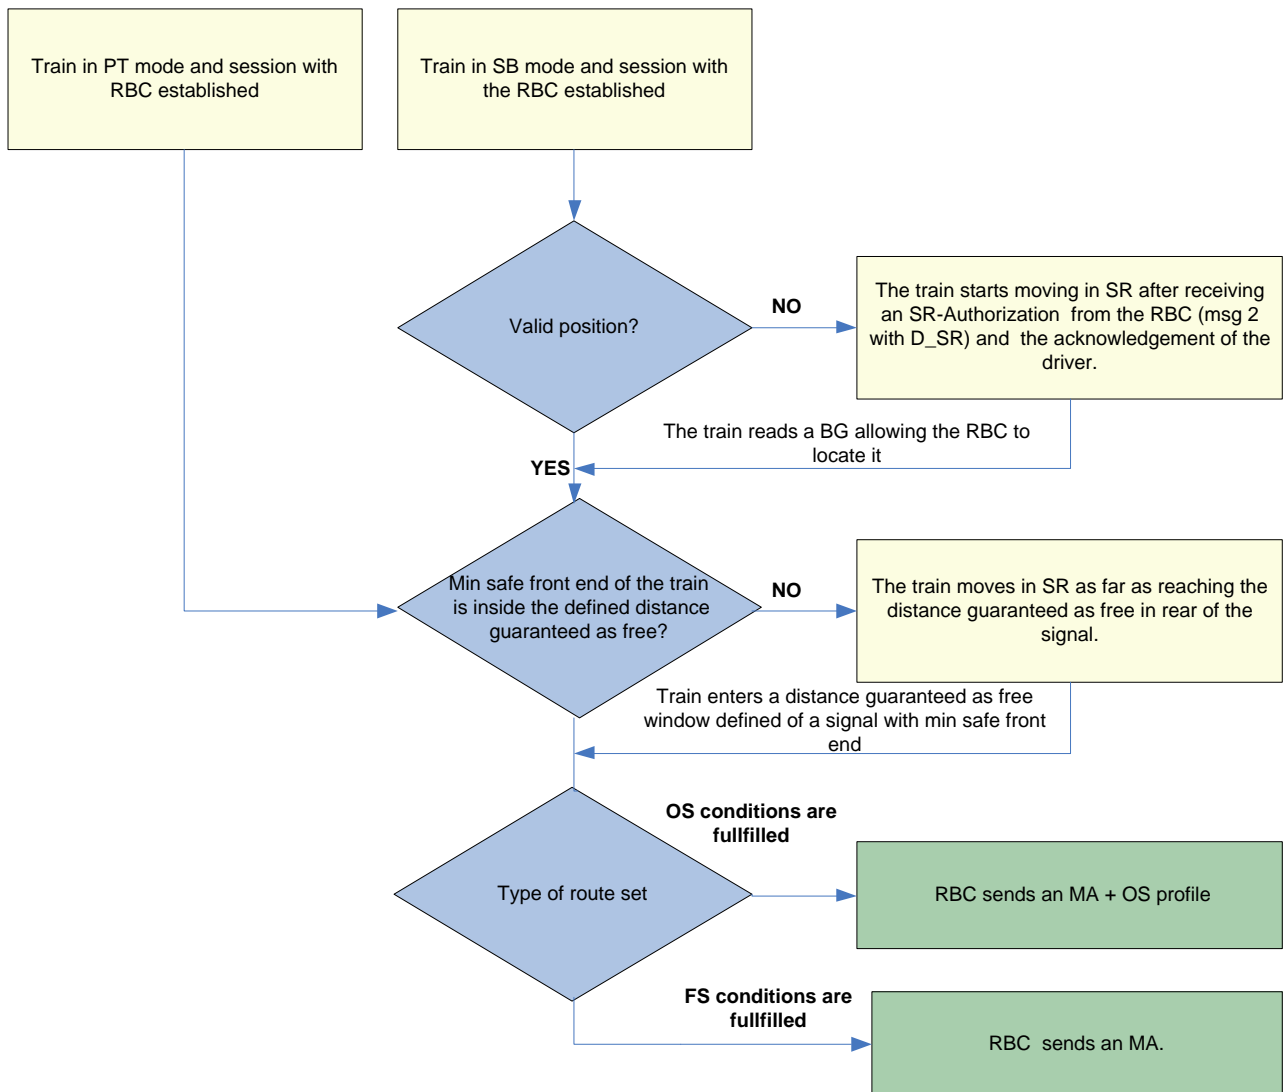 Train in PT mode and session with
RBC established
Train in SB mode and session with
the RBC established
Valid position?
NO
The train starts moving in SR after receiving
an SR-Authorization from the RBC (msg 2
with D_SR) and the acknowledgement of the
driver.
The train reads a BG allowing the RBC to
locate it
YES
Min safe front end of the train
is inside the defined distance
guaranteed as free?
NO
The train moves in SR as far as reaching the
distance guaranteed as free in rear of the
signal.
Train enters a distance guaranteed as free
window defined of a signal with min safe front
end
Type of route set
OS conditions are
fullfilled
RBC sends an MA + OS profile
FS conditions are
fullfilled
RBC sends an MA.